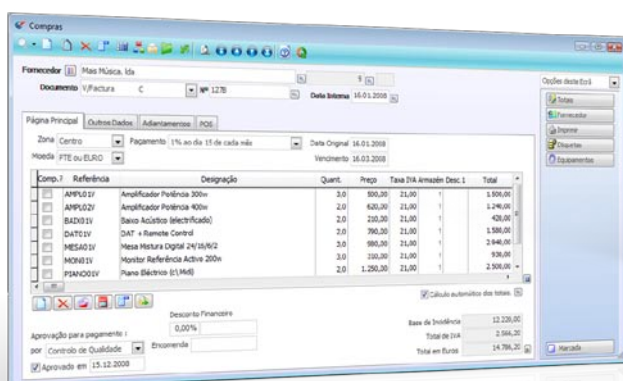 Compras
Fornecedor Mais Música, lda 9
Documento V/Factura C Nº 1278 Data Interna 16.01.2008
Página Principal Outros Dados Adiantamentos POS
Zona Centro Pagamento 1% ao dia 15 de cada mês Data Original 16.01.2008
Moeda PTE ou EURO Vencimento 16.03.2008
Comp.? Referência Designação Quant. Preço Taxa IVA Armazém Desc.1 Total
AMPL01V Amplificador Potência 300w 3,0 500,00 21,00 1 1.506,00
AMPL02V Amplificador Potência 400w 2,0 620,00 21,00 1 1.240,00
BAIX01V Baixo Acústico (electrificado) 2,0 210,00 21,00 1 420,00
DAT01V DAT + Remote Control 2,0 790,00 21,00 1 1.580,00
MESA01V Mesa Mistura Digital 24/16/6/2 3,0 980,00 21,00 1 2.940,00
MONI01V Monitor Referência Active 200w 3,0 310,00 21,00 1 930,00
PIANO01V Piano Eléctrico (c\Midi) 2,0 1.250,00 21,00 1 2.500,00
Cálculo automático dos totais.
Desconto Financeiro
0,00%
Aprovação para pagamento :
por Controlo de Qualidade Encomenda
Aprovado em 15.12.2008
Base de Incidência 12.226,00
Total de IVA 2.566,20
Total em Euros 14.786,20
Opções deste Ecrã
Totais
Fornecedor
Imprimir
Etiquetas
Equipamentos
Marcada